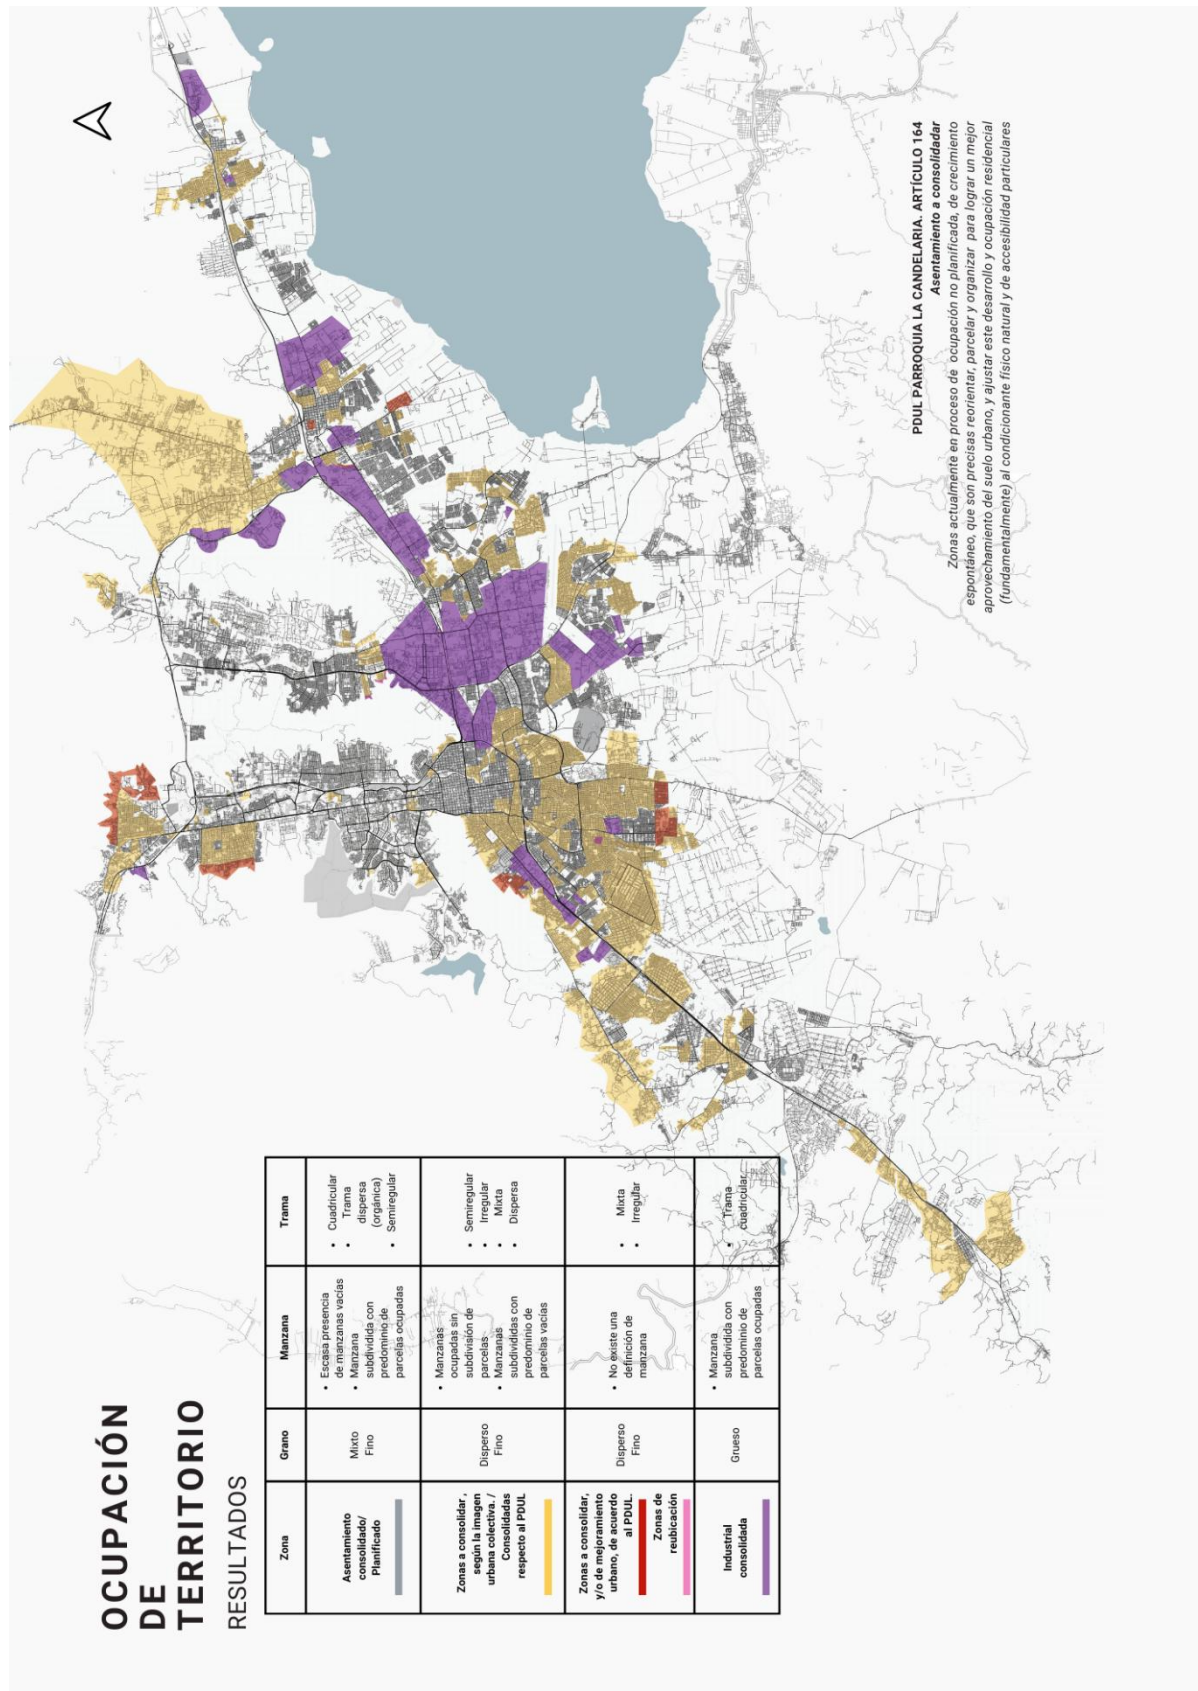 OCUPACIÓN
DE
TERRITORIO
RESULTADOS
Zona
Grano
Manzana
Trama
Asentamiento
consolidado/
Planificado
Mixto
Fino
• Escasa presencia
de manzanas vacías
• Manzana
subdividida con
predominio de
parcelas ocupadas
• Cuadricular
• Trama
dispersa
(orgánica)
• Semiregular
Zonas a consolidar ,
según la imagen
urbana colectiva. /
Consolidadas
respecto al PDUL
Disperso
Fino
• Manzanas
ocupadas sin
subdivisión de
parcelas
• Manzanas
subdivididas con
predominio de
parcelas vacías
• Semiregular
• Irregular
• Mixta
• Dispersa
Zonas a consolidar,
y/o de mejoramiento
urbano, de acuerdo
al PDUL.
Zonas de
reubicación
Disperso
Fino
• No existe una
definición de
manzana
• Mixta
• Irregular
Industrial
consolidada
Grueso
• Manzana
subdividida con
predominio de
parcelas ocupadas
• Trama
cuadricular
PDUL PARROQUIA LA CANDELARIA. ARTÍCULO 164
Asentamiento a consolidadar
Zonas actualmente en proceso de ocupación no planificada, de crecimiento
espontáneo, que son precisas reorientar, parcelar y organizar para lograr un mejor
aprovechamiento del suelo urbano, y ajustar este desarrollo y ocupación residencial
(fundamentalmente) al condicionante físico natural y de accesibilidad particulares